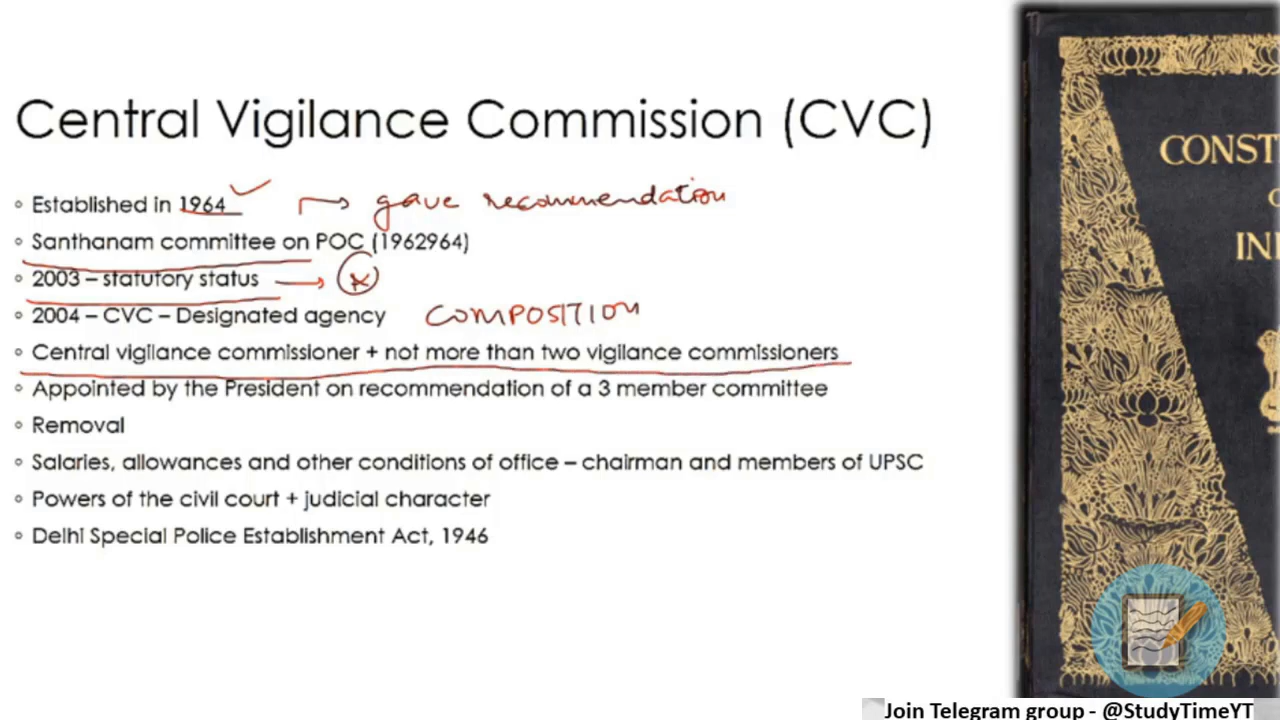 Central Vigilance Commission (CVC)
◦ Established in 1964 gave recommendation
◦ Santhanam committee on POC (1962964)
◦ 2003 – statutory status
◦ 2004 – CVC – Designated agency COMPOSITION
◦ Central vigilance commissioner + not more than two vigilance commissioners
◦ Appointed by the President on recommendation of a 3 member committee
◦ Removal
◦ Salaries, allowances and other conditions of office – chairman and members of UPSC
◦ Powers of the civil court + judicial character
◦ Delhi Special Police Establishment Act, 1946
CONST
O
IN
Join Telegram group - @StudyTimeYT